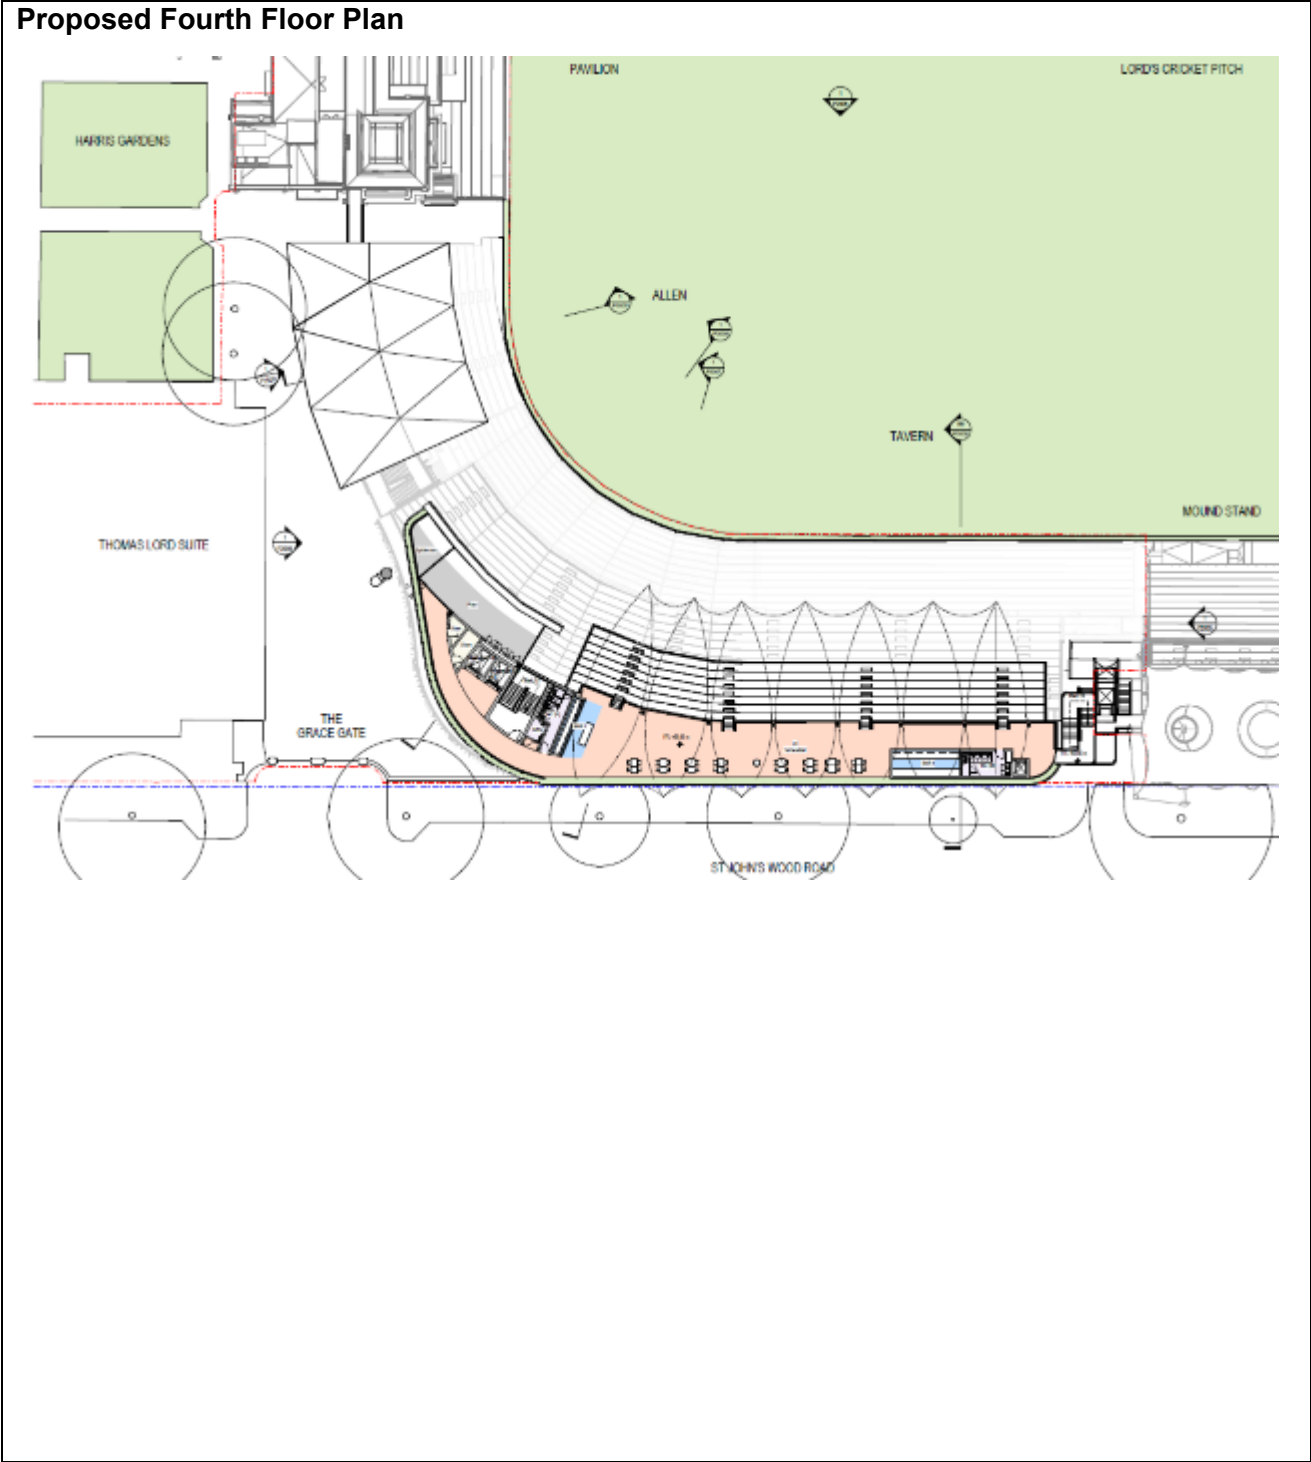 Proposed Fourth Floor Plan
PAVILION
LORD'S CRICKET PITCH
HARRIS GARDENS
ALLEN
TAVERN
MOUND STAND
THOMAS LORD SUITE
THE
GRACE GATE
ST JOHN'S WOOD ROAD